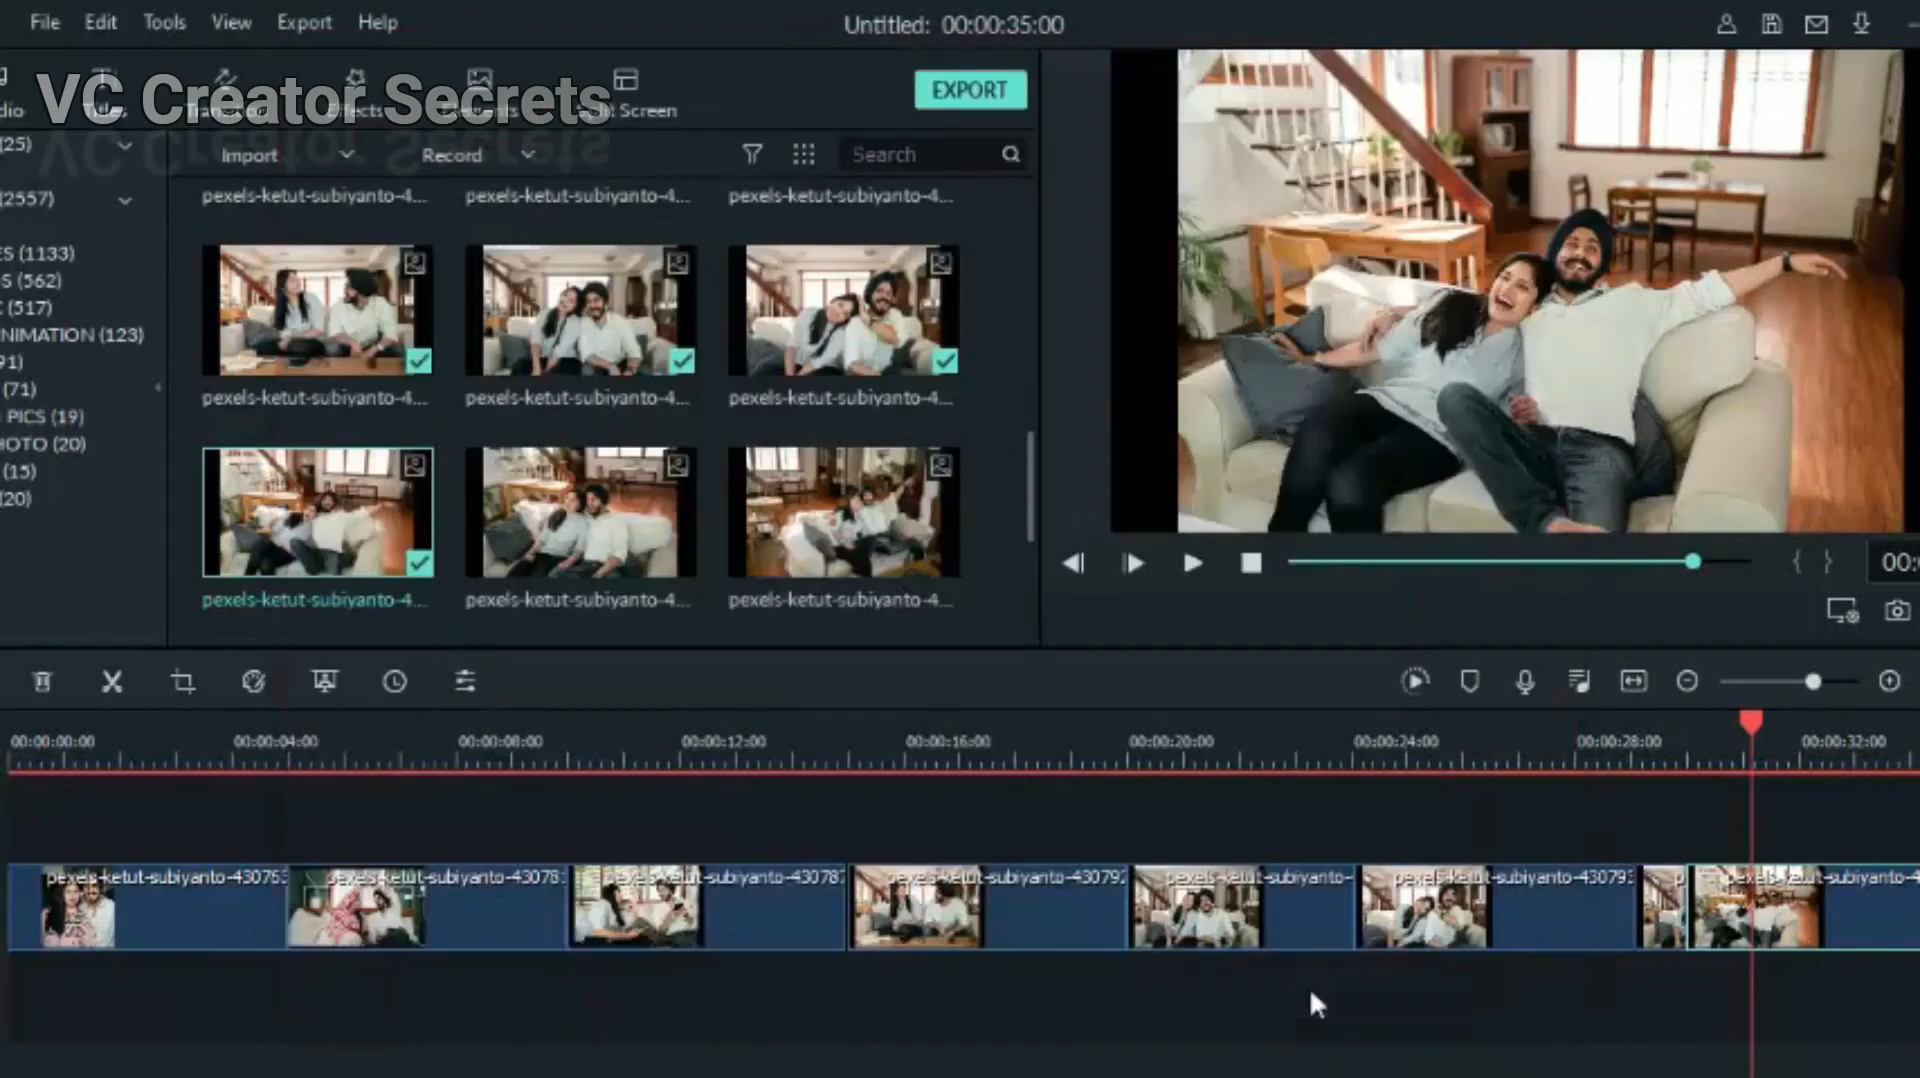 File Edit Tools View Export Help
Untitled: 00:00:35:00
VC Creator Secrets
Titles Effects Elements Split Screen
EXPORT
(25)
Import Record Search
(2557)
(1133)
(562)
(517)
NIMATION (123)
(71)
PICS (19)
HOTO (20)
(15)
(20)
pexels-ketut-subiyanto-4... pexels-ketut-subiyanto-4... pexels-ketut-subiyanto-4...
pexels-ketut-subiyanto-4... pexels-ketut-subiyanto-4... pexels-ketut-subiyanto-4...
pexels-ketut-subiyanto-4... pexels-ketut-subiyanto-4... pexels-ketut-subiyanto-4...
00:
00:00:00:00 00:00:04:00 00:00:08:00 00:00:12:00 00:00:16:00 00:00:20:00 00:00:24:00 00:00:28:00 00:00:32:00
pexels-ketut-subiyanto-430763 pexels-ketut-subiyanto-43078 pexels-ketut-subiyanto-43078 pexels-ketut-subiyanto-430792 pexels-ketut-subiyanto- pexels-ketut-subiyanto-430793 p pexels-ketut-subiyanto-4